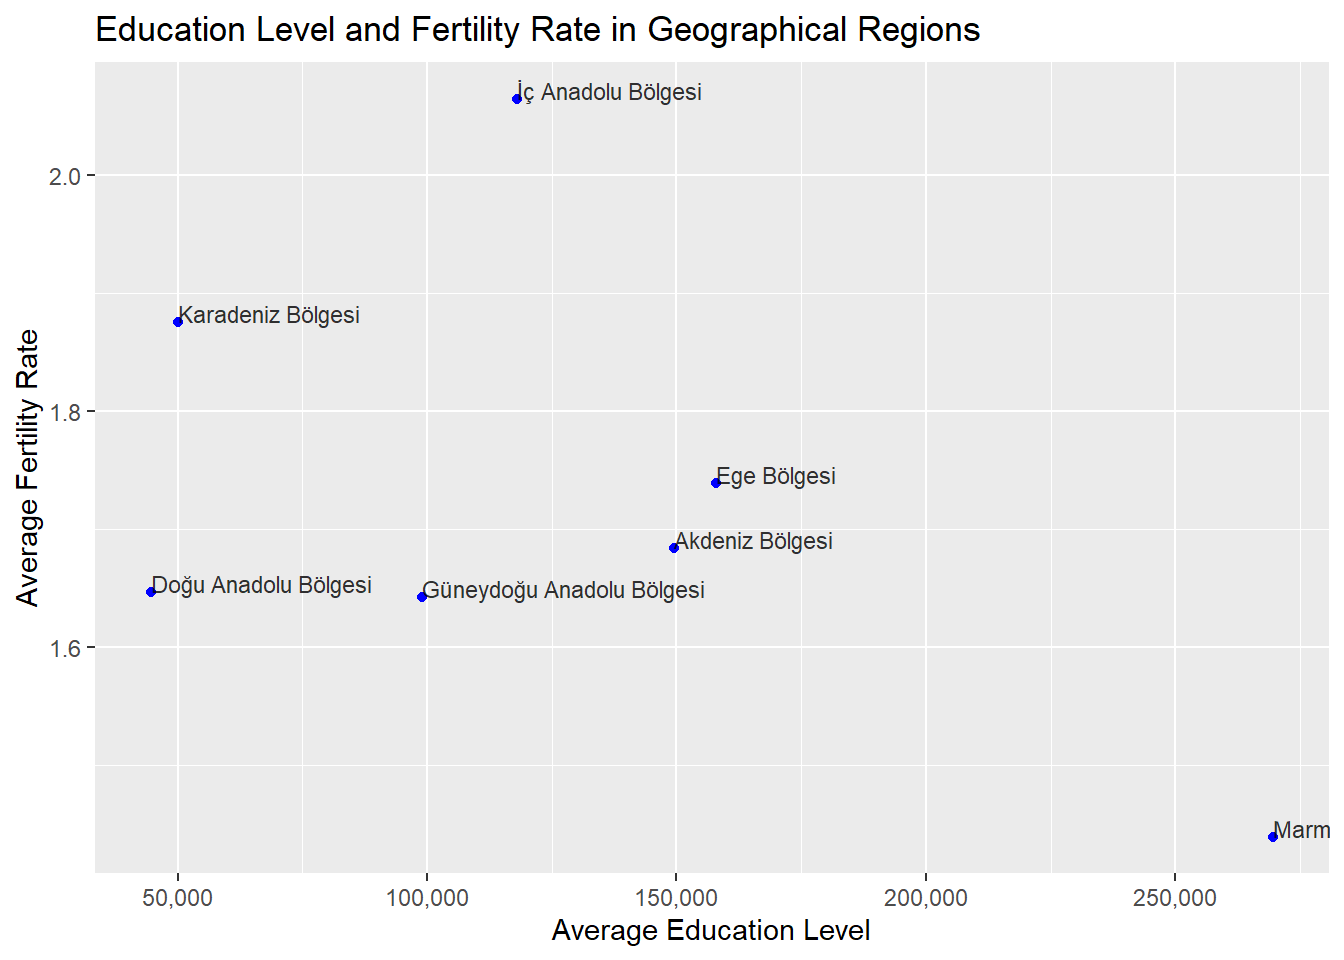 Education Level and Fertility Rate in Geographical Regions
İç Anadolu Bölgesi
2.0
Karadeniz Bölgesi
1.8
Ege Bölgesi
Akdeniz Bölgesi
Doğu Anadolu Bölgesi
Güneydoğu Anadolu Bölgesi
1.6
Marm
Average Fertility Rate
50,000
100,000
150,000
200,000
250,000
Average Education Level